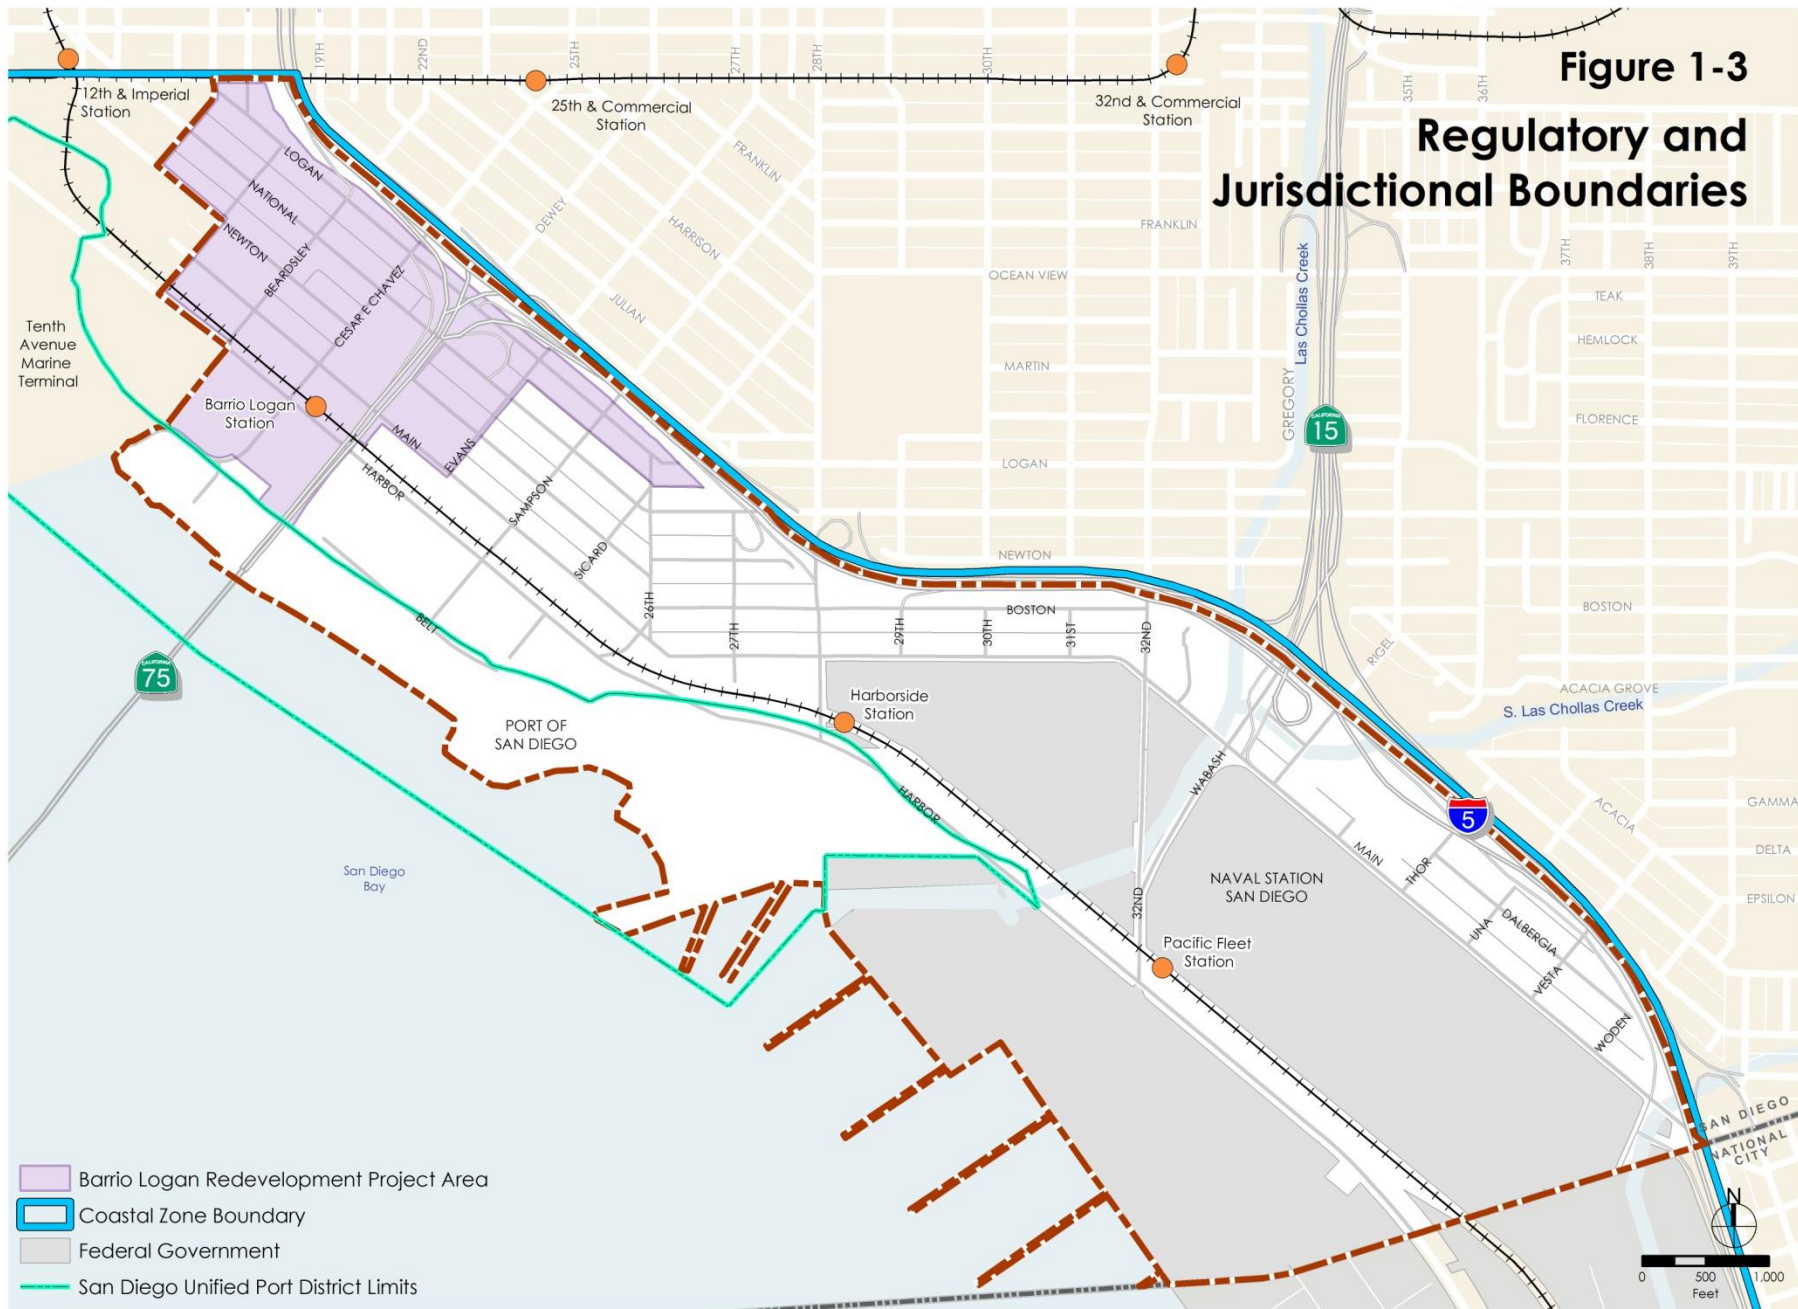 Figure 1-3
Regulatory and
Jurisdictional Boundaries
19TH
22ND
25TH
27TH
28TH
30TH
35TH
36TH
12th & Imperial
Station
25th & Commercial
Station
32nd & Commercial
Station
LOGAN
NATIONAL
NEWTON
BEARDSLEY
CESAR E CHAVEZ
FRANKLIN
DEWEY
HARRISON
JULIAN
FRANKLIN
OCEAN VIEW
MARTIN
LOGAN
NEWTON
Las Chollas Creek
GREGORY
37TH
38TH
39TH
TEAK
HEMLOCK
FLORENCE
CALIFORNIA
15
Tenth
Avenue
Marine
Terminal
Barrio Logan
Station
MAIN
EVANS
HARBOR
SAMPSON
SICARD
26TH
27TH
29TH
30TH
31ST
32ND
BOSTON
BOSTON
RIGEL
ACACIA GROVE
S. Las Chollas Creek
BELT
CALIFORNIA
75
PORT OF
SAN DIEGO
Harborside
Station
HARBOR
WABASH
5
ACACIA
GAMMA
DELTA
EPSILON
MAIN
THOR
UNA
DALBERGIA
VESTA
WODEN
San Diego
Bay
32ND
NAVAL STATION
SAN DIEGO
Pacific Fleet
Station
SAN DIEGO
NATIONAL
CITY
N
0 500 1,000
Feet
Barrio Logan Redevelopment Project Area
Coastal Zone Boundary
Federal Government
San Diego Unified Port District Limits